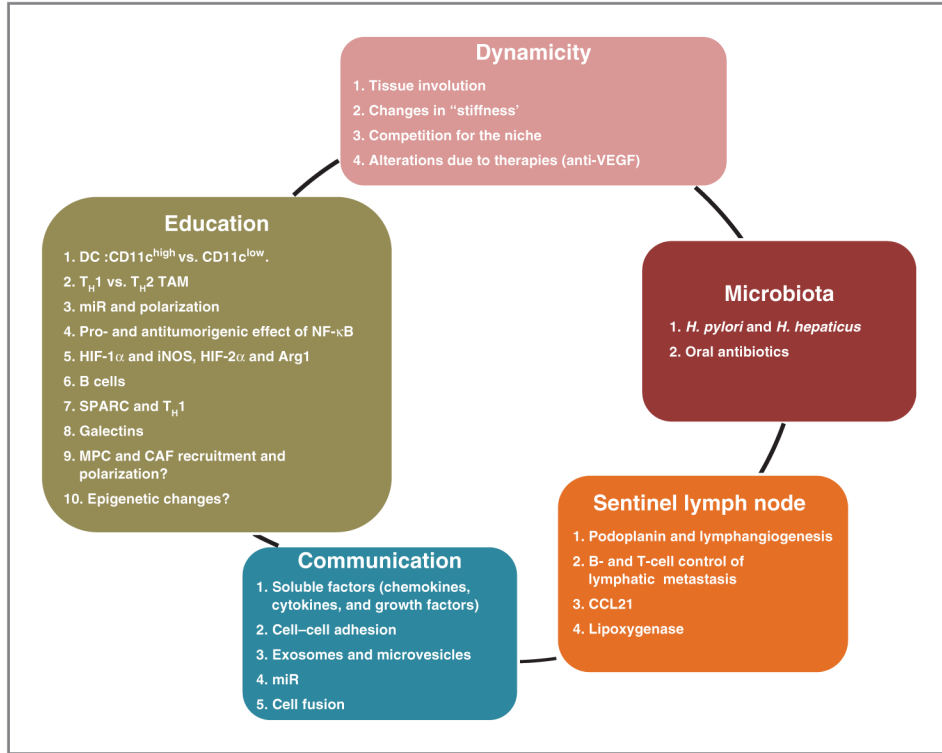 Dynamicity
1. Tissue involution
2. Changes in “stiffness’
3. Competition for the niche
4. Alterations due to therapies (anti-VEGF)
Education
1. DC :CD11c^high vs. CD11c^low.
2. T_H1 vs. T_H2 TAM
3. miR and polarization
4. Pro- and antitumorigenic effect of NF-κB
5. HIF-1α and iNOS, HIF-2α and Arg1
6. B cells
7. SPARC and T_H1
8. Galectins
9. MPC and CAF recruitment and
polarization?
10. Epigenetic changes?
Microbiota
1. H. pylori and H. hepaticus
2. Oral antibiotics
Sentinel lymph node
1. Podoplanin and lymphangiogenesis
2. B- and T-cell control of
lymphatic metastasis
3. CCL21
4. Lipoxygenase
Communication
1. Soluble factors (chemokines,
cytokines, and growth factors)
2. Cell–cell adhesion
3. Exosomes and microvesicles
4. miR
5. Cell fusion